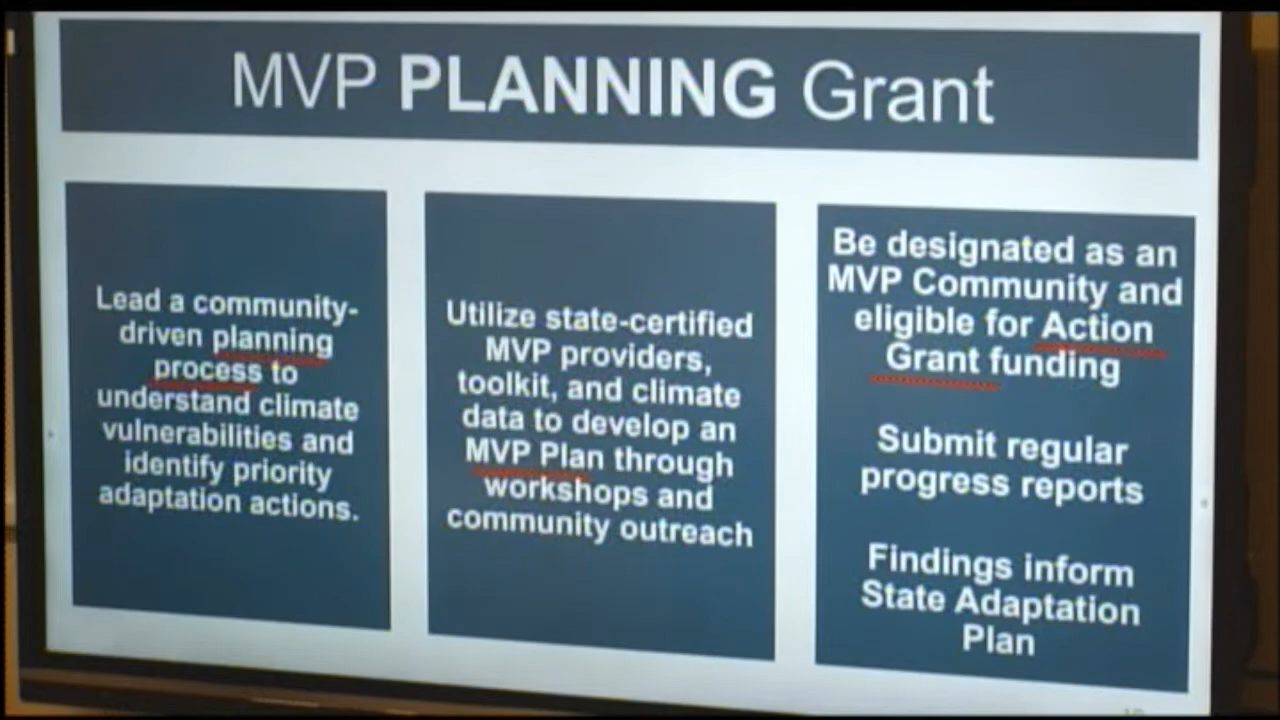 MVP PLANNING Grant
Lead a community-
driven planning
process to
understand climate
vulnerabilities and
identify priority
adaptation actions.
Utilize state-certified
MVP providers,
toolkit, and climate
data to develop an
MVP Plan through
workshops and
community outreach
Be designated as an
MVP Community and
eligible for Action
Grant funding
Submit regular
progress reports
Findings inform
State Adaptation
Plan